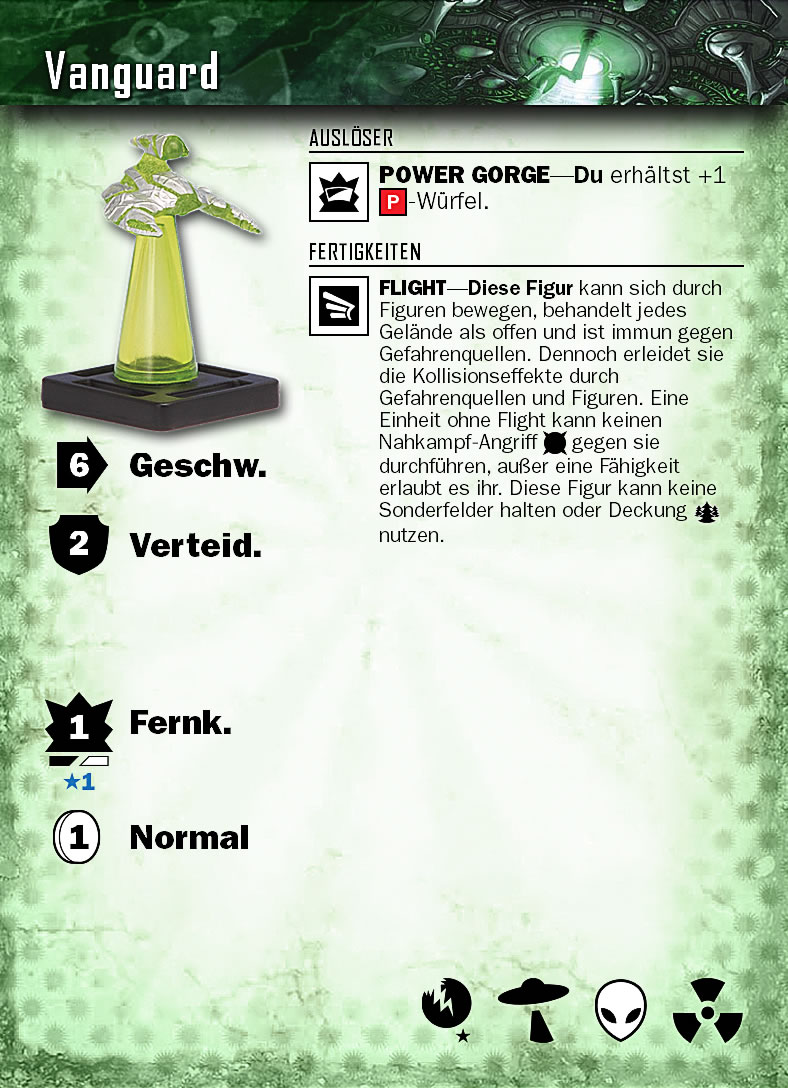 Vanguard
AUSLÖSER
POWER GORGE—Du erhältst +1
P-Würfel.
FERTIGKEITEN
FLIGHT—Diese Figur kann sich durch
Figuren bewegen, behandelt jedes
Gelände als offen und ist immun gegen
Gefahrenquellen. Dennoch erleidet sie
die Kollisionseffekte durch
Gefahrenquellen und Figuren. Eine
Einheit ohne Flight kann keinen
Nahkampf-Angriff gegen sie
durchführen, außer eine Fähigkeit
erlaubt es ihr. Diese Figur kann keine
Sonderfelder halten oder Deckung
nutzen.
6 Geschw.
2 Verteid.
1 Fernk.
★1
1 Normal